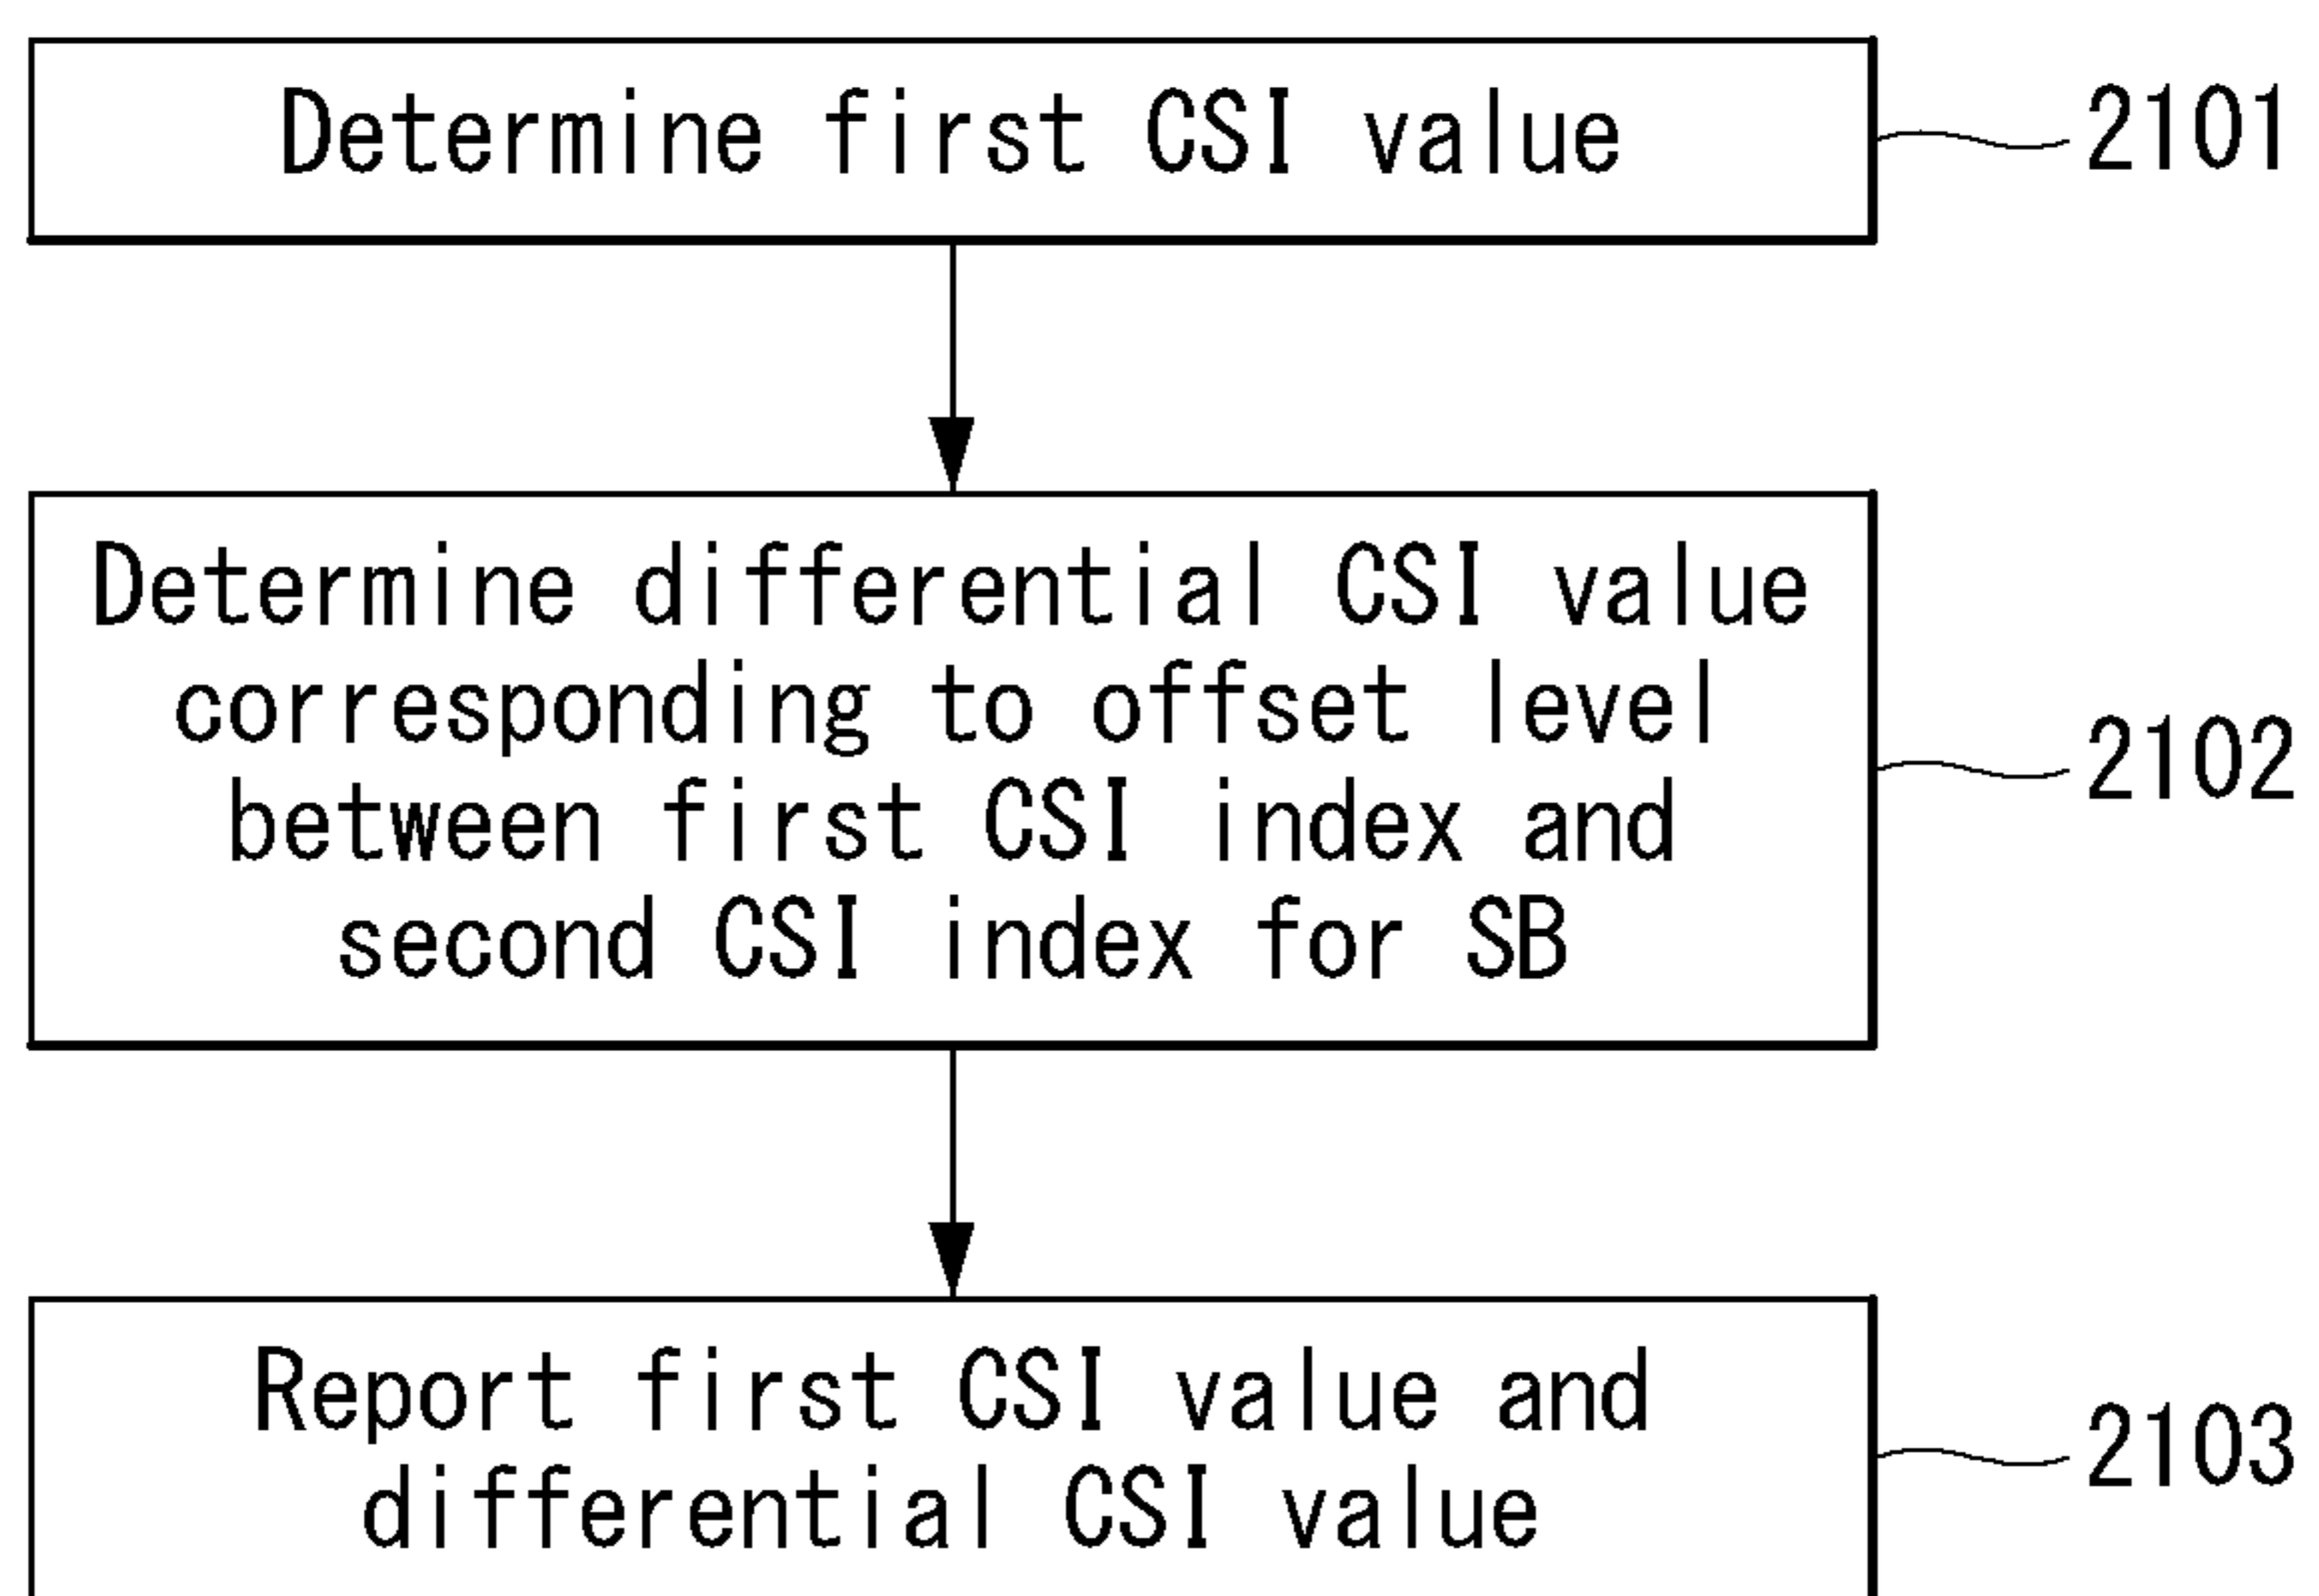 Determine first CSI value
2101
Determine differential CSI value
corresponding to offset level
between first CSI index and
second CSI index for SB
2102
Report first CSI value and
differential CSI value
2103